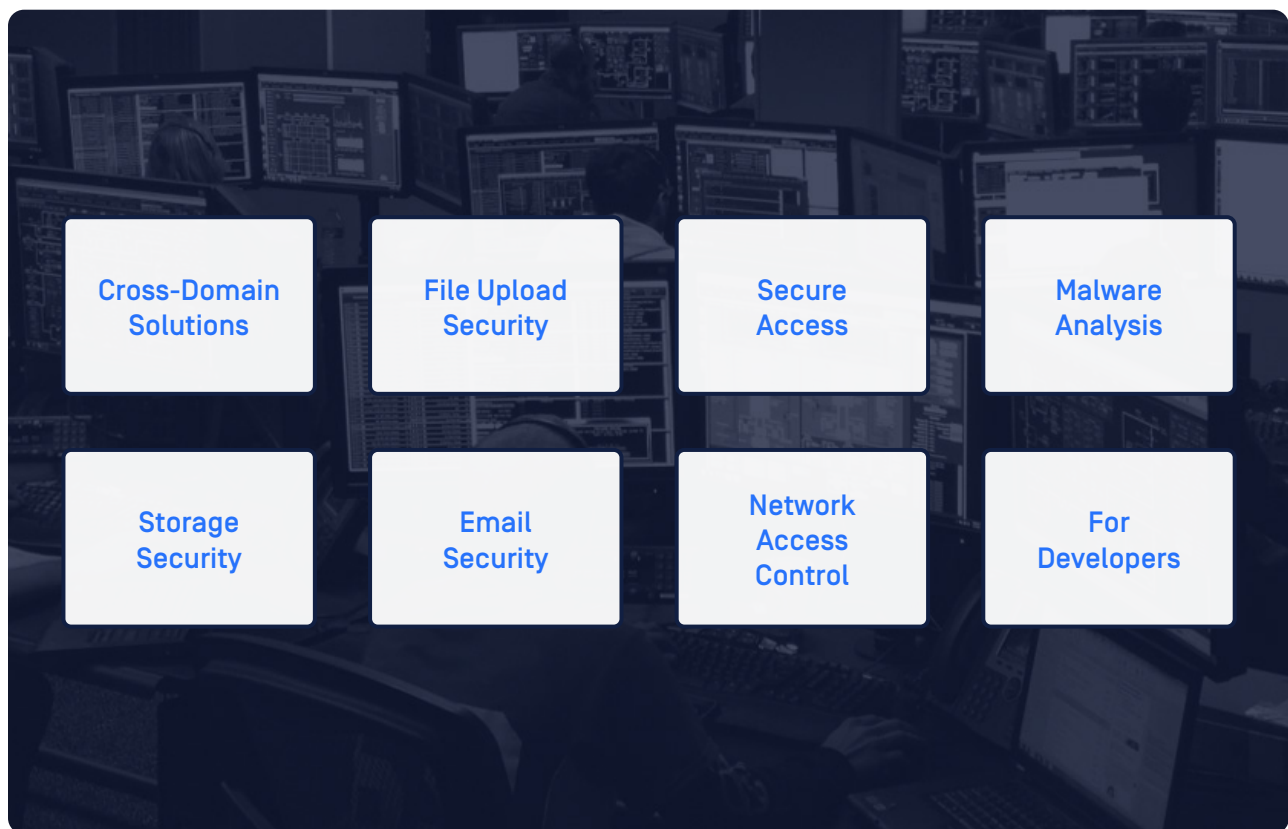 Cross-Domain
Solutions
File Upload
Security
Secure
Access
Malware
Analysis
Storage
Security
Email
Security
Network
Access
Control
For
Developers